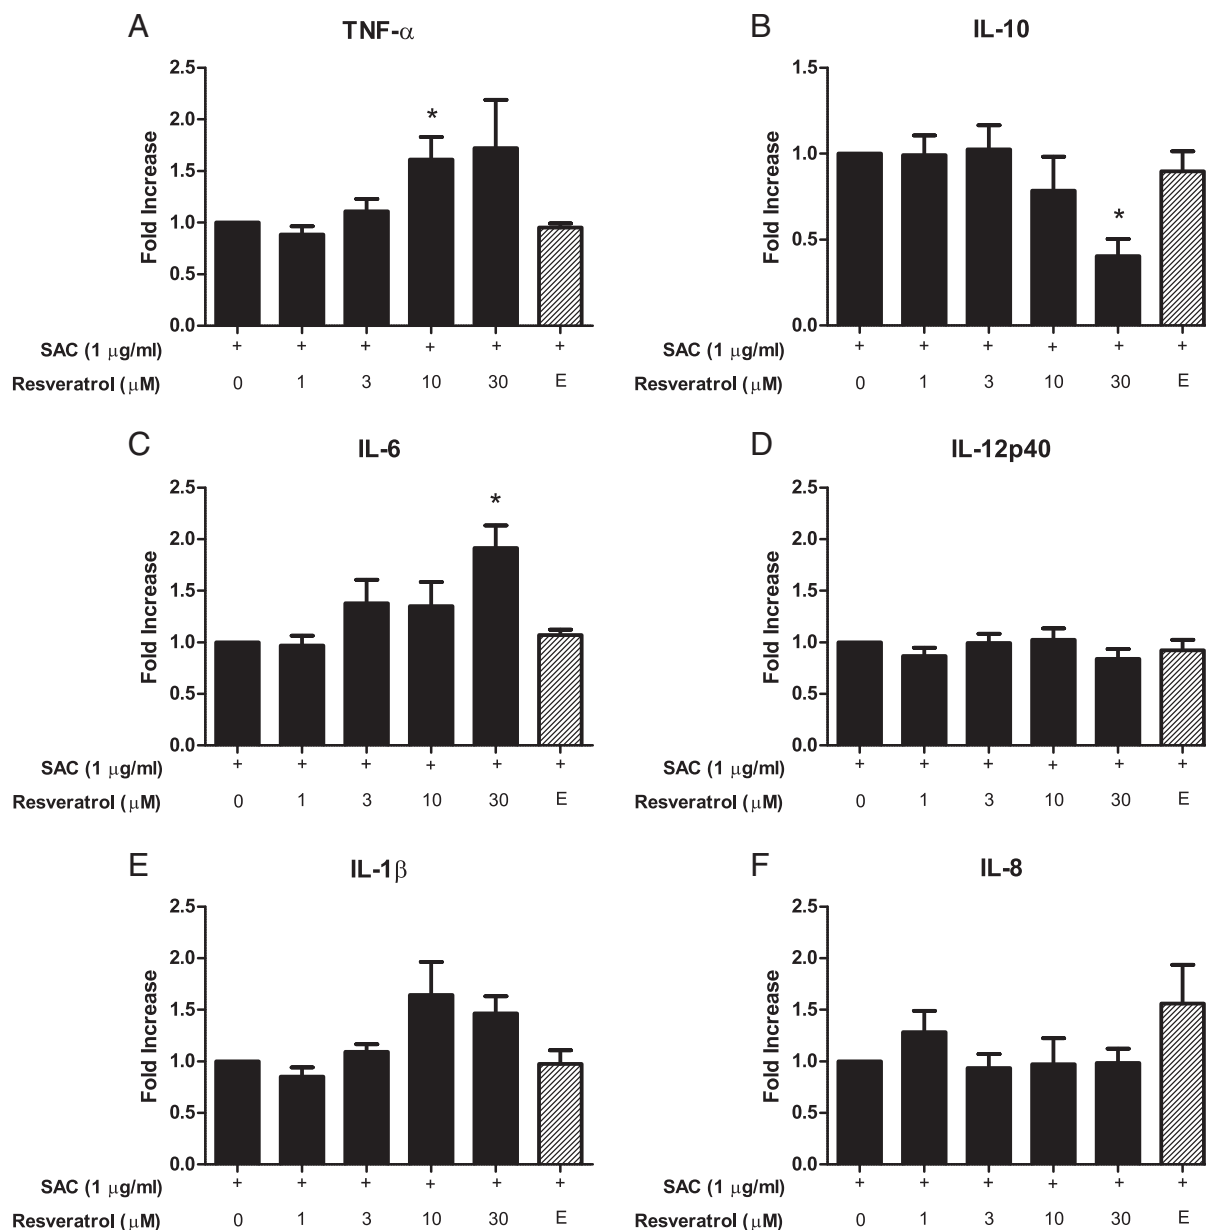 A
TNF-α
2.5
2.0
1.5
1.0
0.5
0.0
Fold Increase
*
SAC (1 μg/ml) + + + + + +
Resveratrol (μM) 0 1 3 10 30 E
B
IL-10
1.5
1.0
0.5
0.0
Fold Increase
*
SAC (1 μg/ml) + + + + + +
Resveratrol (μM) 0 1 3 10 30 E
C
IL-6
2.5
2.0
1.5
1.0
0.5
0.0
Fold Increase
*
SAC (1 μg/ml) + + + + + +
Resveratrol (μM) 0 1 3 10 30 E
D
IL-12p40
2.5
2.0
1.5
1.0
0.5
0.0
Fold Increase
SAC (1 μg/ml) + + + + + +
Resveratrol (μM) 0 1 3 10 30 E
E
IL-1β
2.5
2.0
1.5
1.0
0.5
0.0
Fold Increase
SAC (1 μg/ml) + + + + + +
Resveratrol (μM) 0 1 3 10 30 E
F
IL-8
2.5
2.0
1.5
1.0
0.5
0.0
Fold Increase
SAC (1 μg/ml) + + + + + +
Resveratrol (μM) 0 1 3 10 30 E